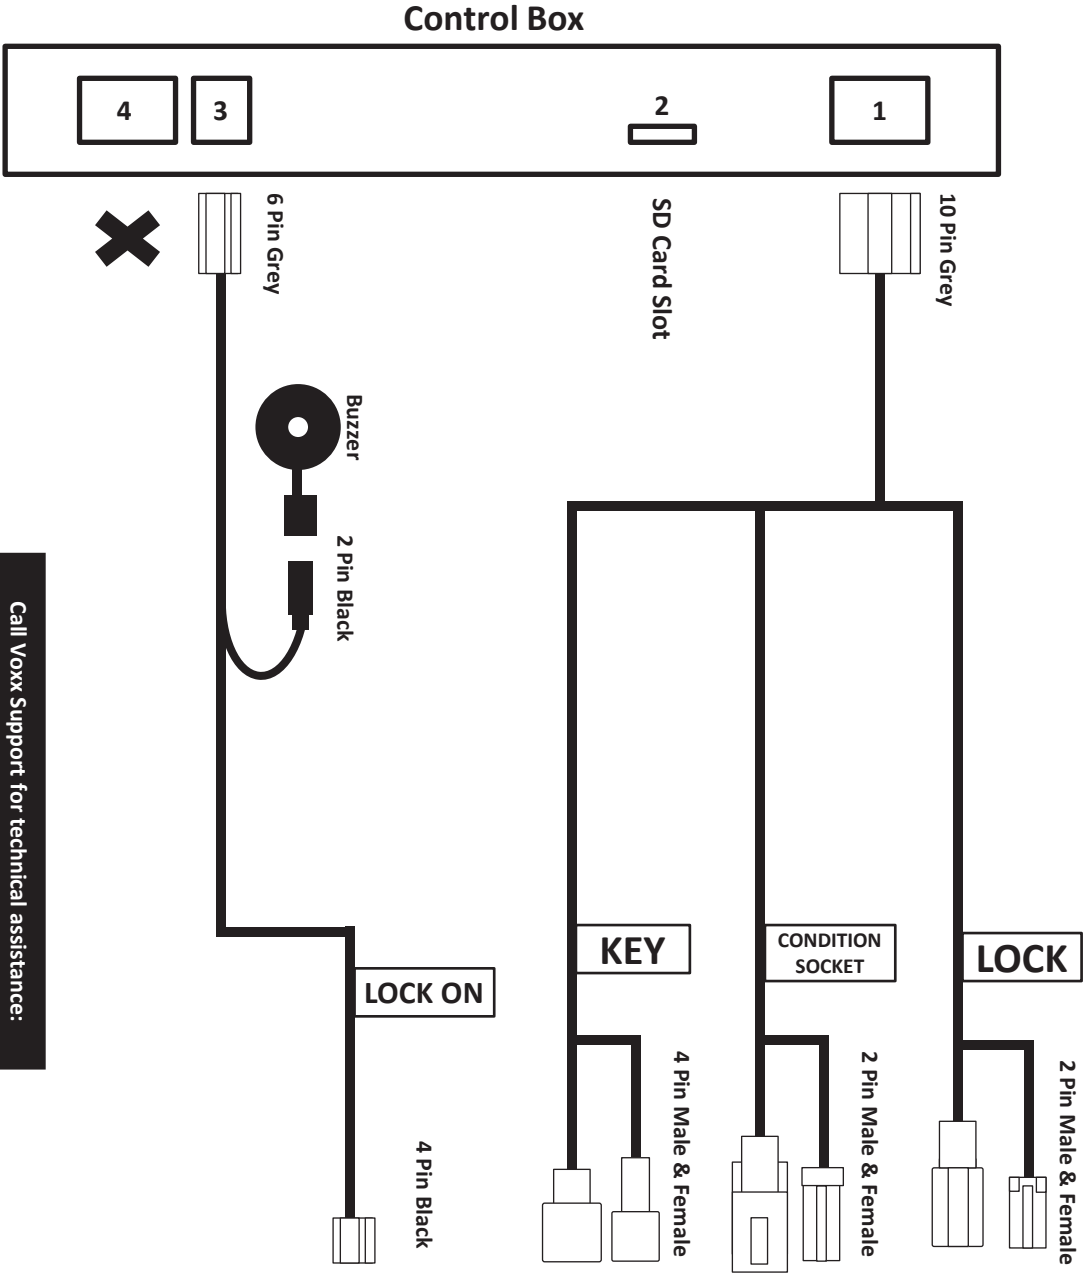 Control Box
4
3
2
1
6 Pin Grey
SD Card Slot
10 Pin Grey
Buzzer
2 Pin Black
Call Voxx Support for technical assistance:
KEY
CONDITION
SOCKET
LOCK
LOCK ON
4 Pin Male & Female
2 Pin Male & Female
2 Pin Male & Female
4 Pin Black